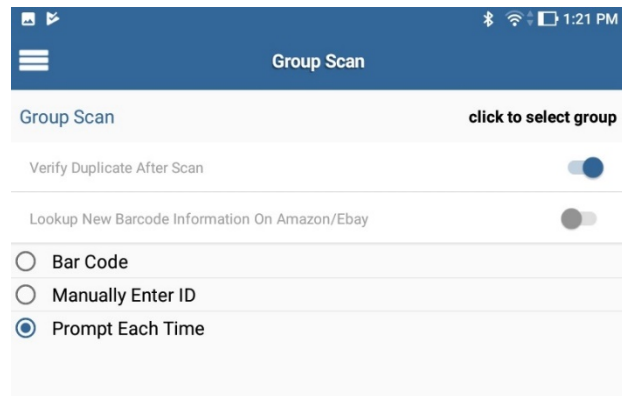 1:21 PM
Group Scan
Group Scan click to select group
Verify Duplicate After Scan
Lookup New Barcode Information On Amazon/Ebay
Bar Code
Manually Enter ID
Prompt Each Time